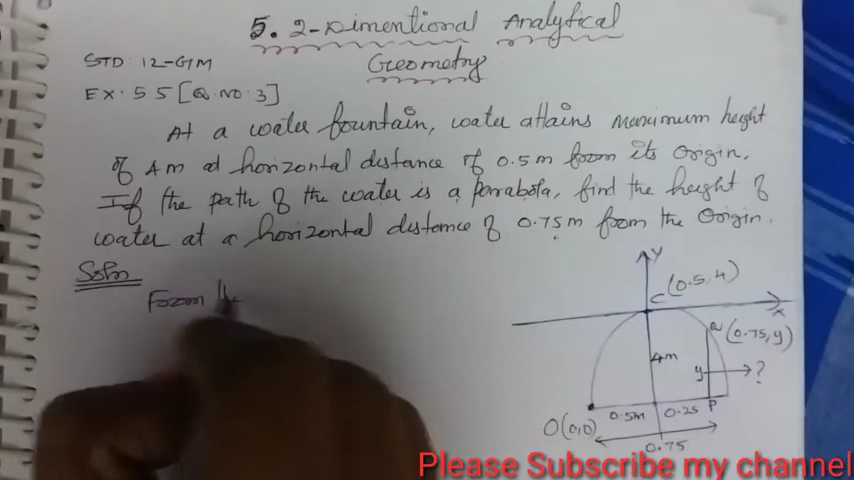 5. 2-Dimentional Analytical
Geometry
STD: 12-GM
EX: 5 5 [Q. NO: 3]
At a water fountain, water attains maximum height
of 4m at horizontal distance of 0.5m from its Origin.
If the path of the water is a parabola, find the height of
water at a horizontal distance of 0.75m from the Origin.
Soln
From
Y
C (0.5, 4)
X
Q (0.75, y)
4m
y
?
0.5m
0.25
P
O(0,0)
0.75
Please Subscribe my channel